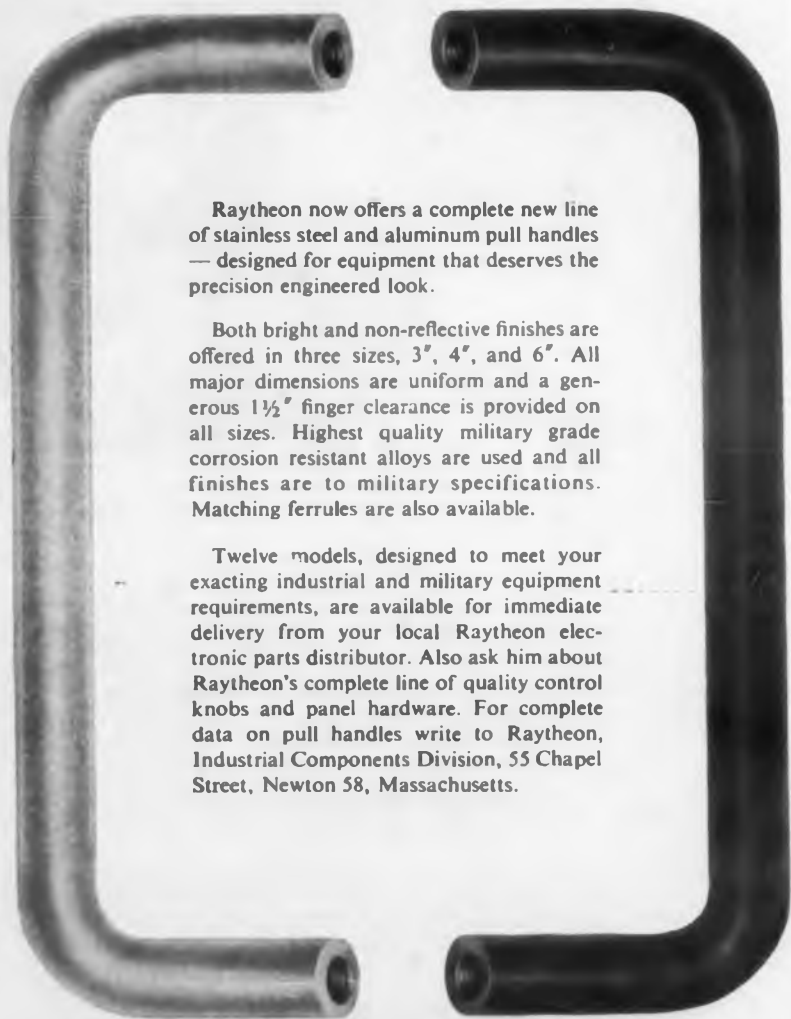 Raytheon now offers a complete new line
of stainless steel and aluminum pull handles
— designed for equipment that deserves the
precision engineered look.
Both bright and non-reflective finishes are
offered in three sizes, 3", 4", and 6". All
major dimensions are uniform and a gen-
erous 1½" finger clearance is provided on
all sizes. Highest quality military grade
corrosion resistant alloys are used and all
finishes are to military specifications.
Matching ferrules are also available.
Twelve models, designed to meet your
exacting industrial and military equipment
requirements, are available for immediate
delivery from your local Raytheon elec-
tronic parts distributor. Also ask him about
Raytheon's complete line of quality control
knobs and panel hardware. For complete
data on pull handles write to Raytheon,
Industrial Components Division, 55 Chapel
Street, Newton 58, Massachusetts.